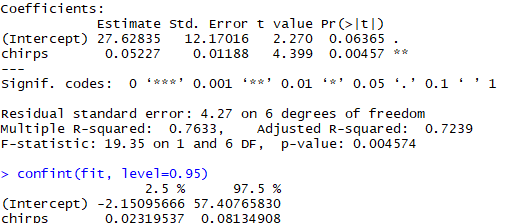 Coefficients:
            Estimate Std. Error t value Pr(>|t|)
(Intercept) 27.62835   12.17016   2.270  0.06365 .
chirps       0.05227    0.01188   4.399  0.00457 **
---
Signif. codes:  0 ‘***’ 0.001 ‘**’ 0.01 ‘*’ 0.05 ‘.’ 0.1 ‘ ’ 1
Residual standard error: 4.27 on 6 degrees of freedom
Multiple R-squared:  0.7633,    Adjusted R-squared:  0.7239
F-statistic: 19.35 on 1 and 6 DF,  p-value: 0.004574
> confint(fit, level=0.95)
                  2.5 %      97.5 %
(Intercept) -2.15095666 57.40765830
chirps       0.02319537  0.08134908